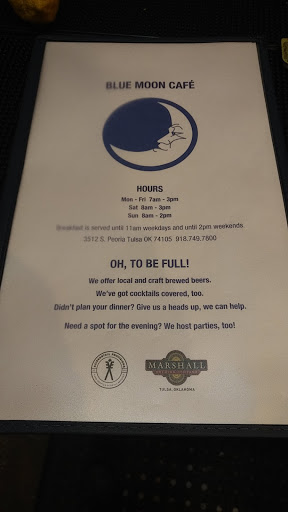 BLUE MOON CAFÉ
HOURS
Mon - Fri 7am - 3pm
Sat 8am - 3pm
Sun 8am - 2pm
Breakfast is served until 11am weekdays and until 2pm weekends
3512 S. Peoria Tulsa OK 74105 918.749.7800
OH, TO BE FULL!
We offer local and craft brewed beers.
We've got cocktails covered, too.
Didn't plan your dinner? Give us a heads up, we can help.
Need a spot for the evening? We host parties, too!
MARSHALL
TULSA, OKLAHOMA